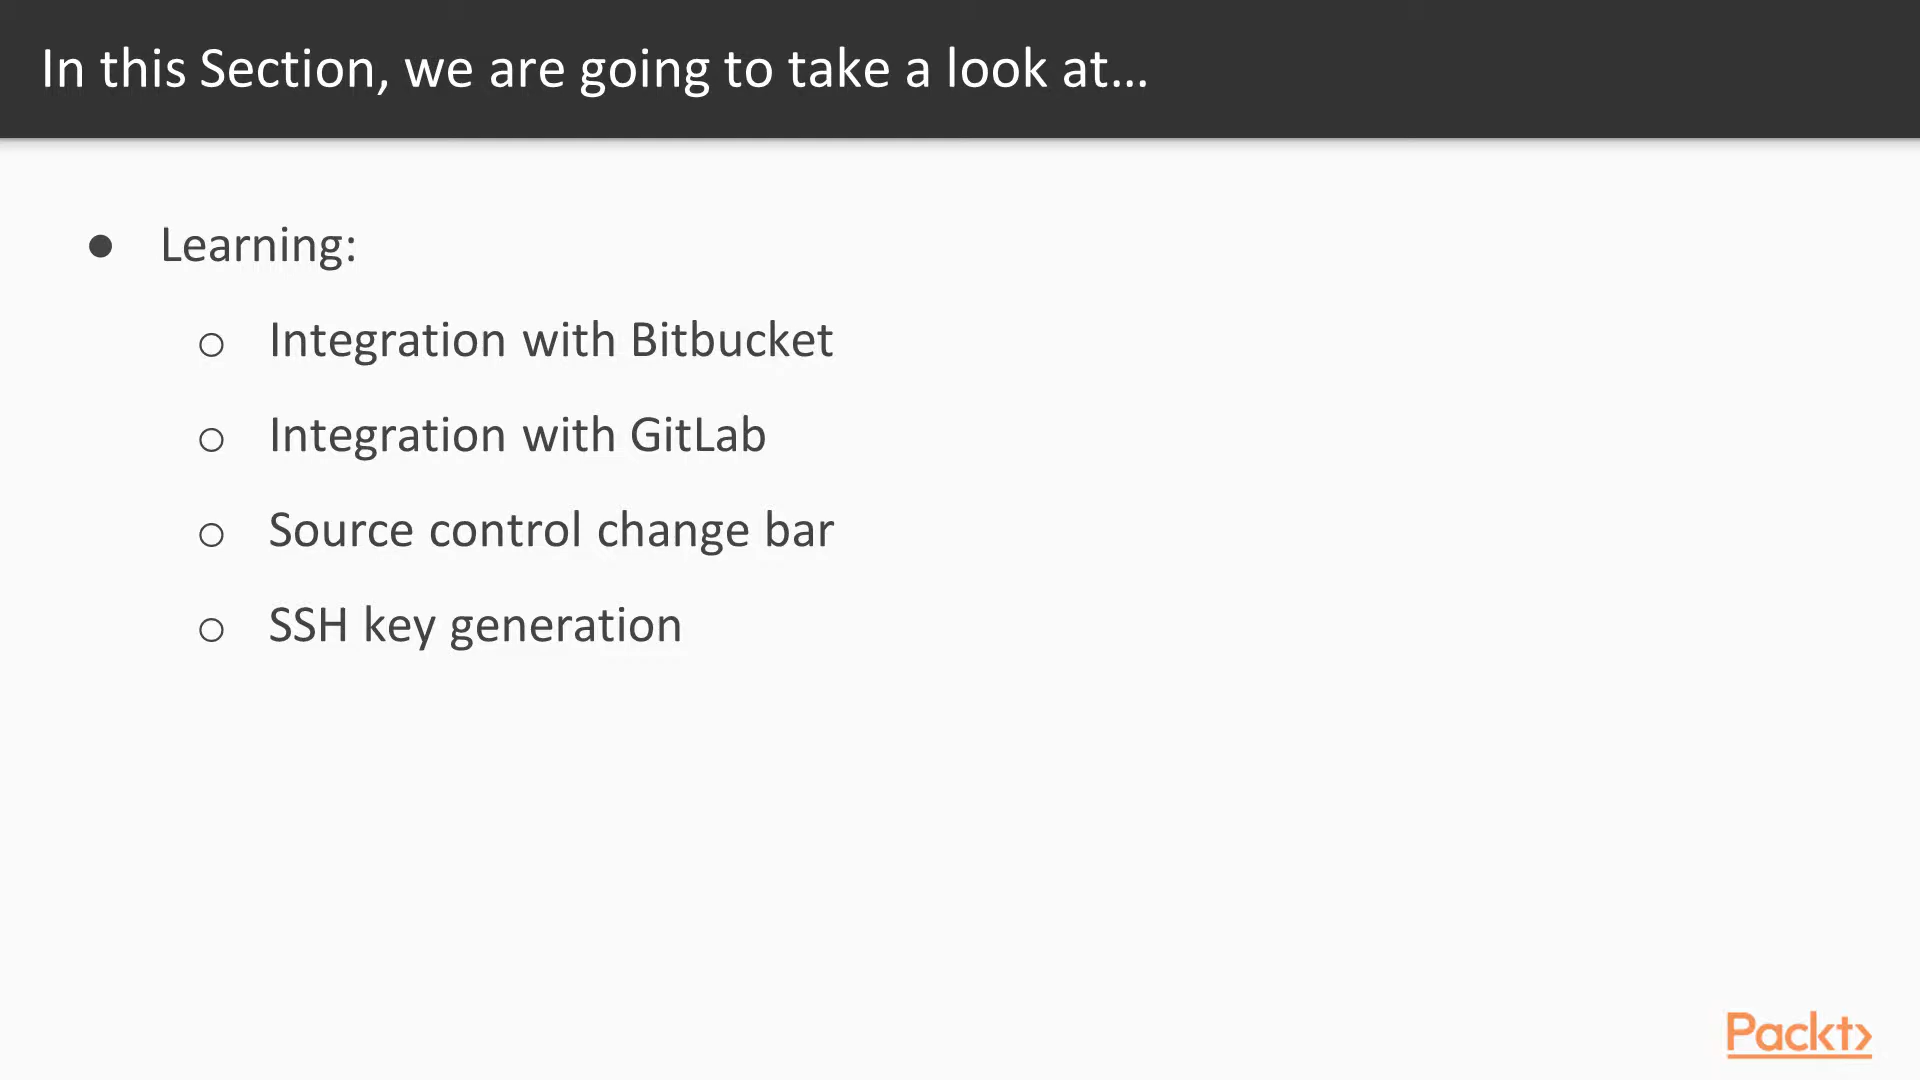 In this Section, we are going to take a look at...
● Learning:
○ Integration with Bitbucket
○ Integration with GitLab
○ Source control change bar
○ SSH key generation
Packt>